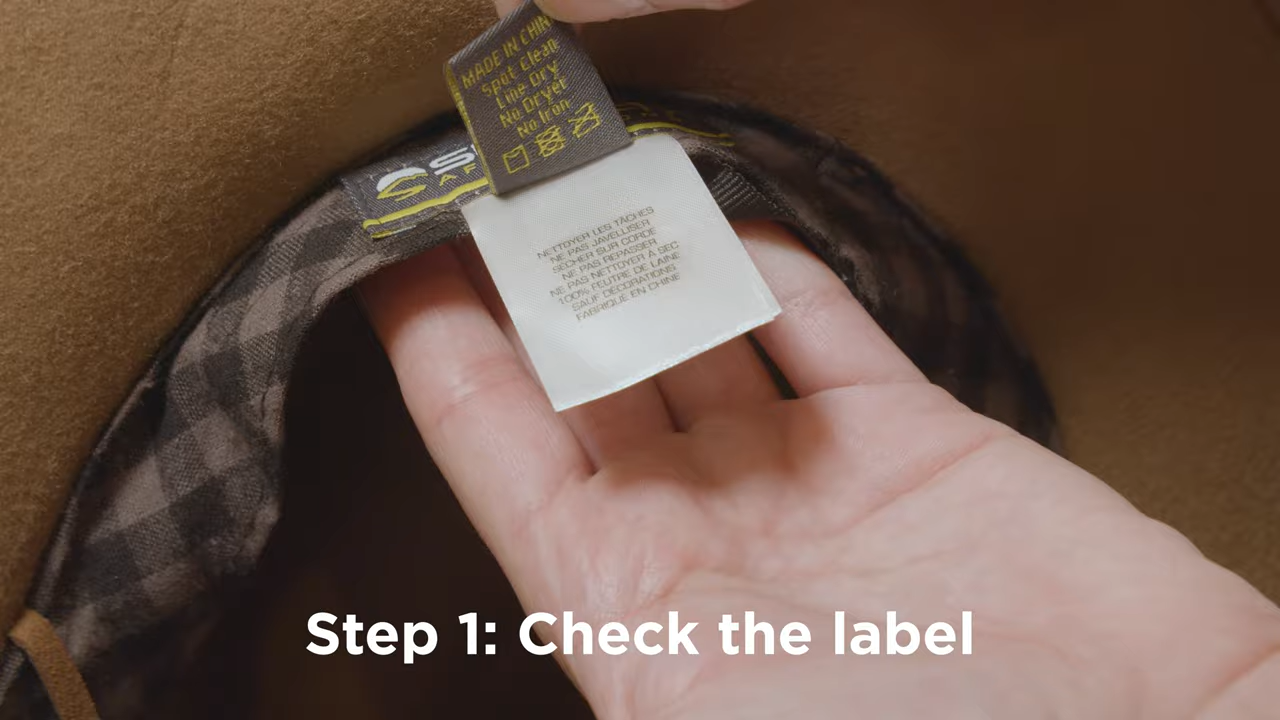 MADE IN CHIN
Spot Clean
Line Dry
No Dryer
No Iron
S
AF
NETTOYER LES TÂCHES
NE PAS JAVELLISER
SÉCHER SUR CORDE
NE PAS REPASSER
NE PAS NETTOYER À SEC
100% FEUTRE DE LAINE
SAUF DÉCORATIONS
FABRIQUÉ EN CHINE
Step 1: Check the label